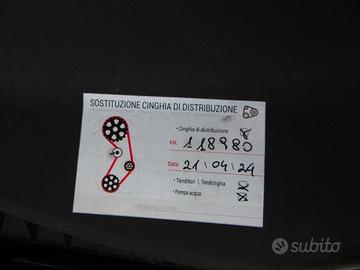 SOSTITUZIONE CINGHIA DI DISTRIBUZIONE
• Cinghia di distribuzione
KM: 118980
Data: 21/04/24
• Tenditori \ Tendicinghia
• Pompa acqua
subito